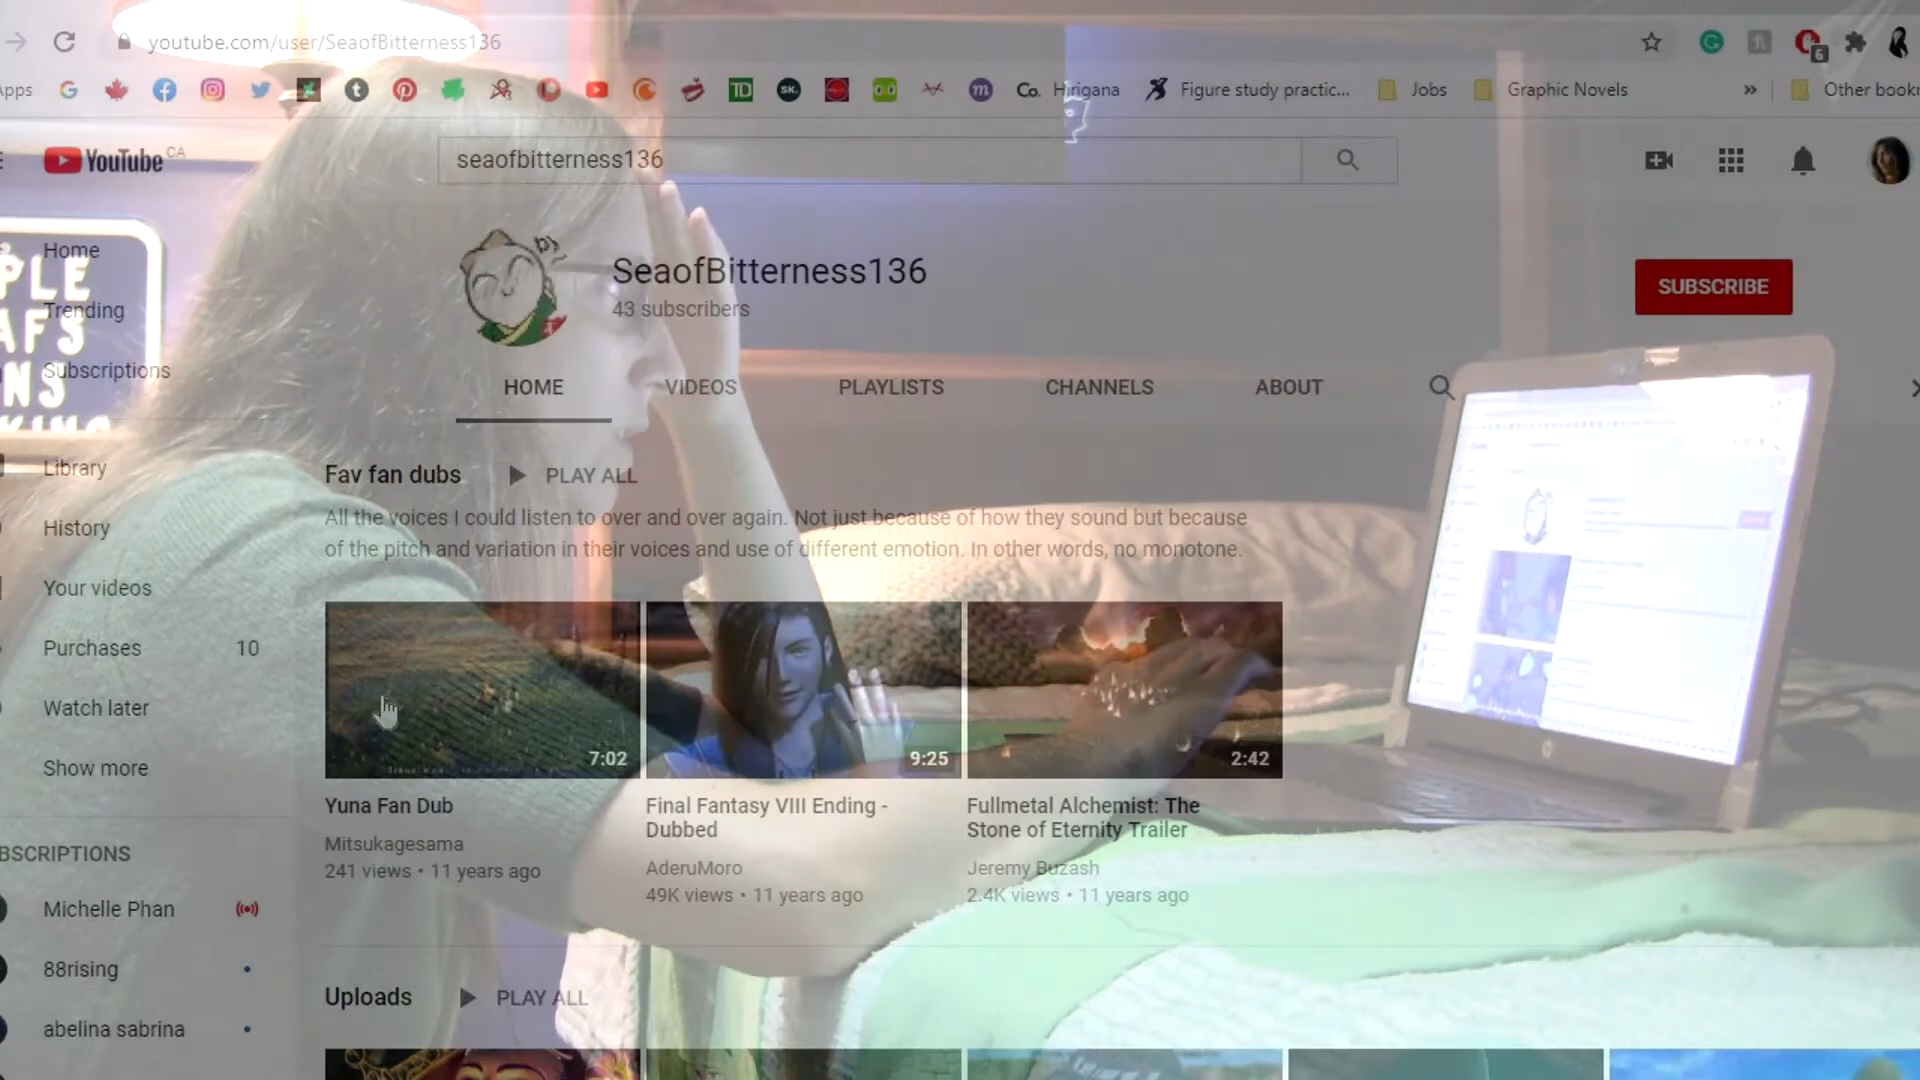 youtube.com/user/SeaofBitterness136
Apps
Hirigana
Figure study practic...
Jobs
Graphic Novels
»
YouTube CA
seaofbitterness136
PLE
AFS
NS
KING
Home
Trending
Subscriptions
Library
History
Your videos
Purchases 10
Watch later
Show more
BSCRIPTIONS
Michelle Phan
88rising
abelina sabrina
SeaofBitterness136
43 subscribers
SUBSCRIBE
HOME VIDEOS PLAYLISTS CHANNELS ABOUT
Fav fan dubs PLAY ALL
All the voices I could listen to over and over again. Not just because of how they sound but because
of the pitch and variation in their voices and use of different emotion. In other words, no monotone.
7:02
Yuna Fan Dub
Mitsukagesama
241 views • 11 years ago
9:25
Final Fantasy VIII Ending -
Dubbed
AderuMoro
49K views • 11 years ago
2:42
Fullmetal Alchemist: The
Stone of Eternity Trailer
Jeremy Buzash
2.4K views • 11 years ago
Uploads PLAY ALL